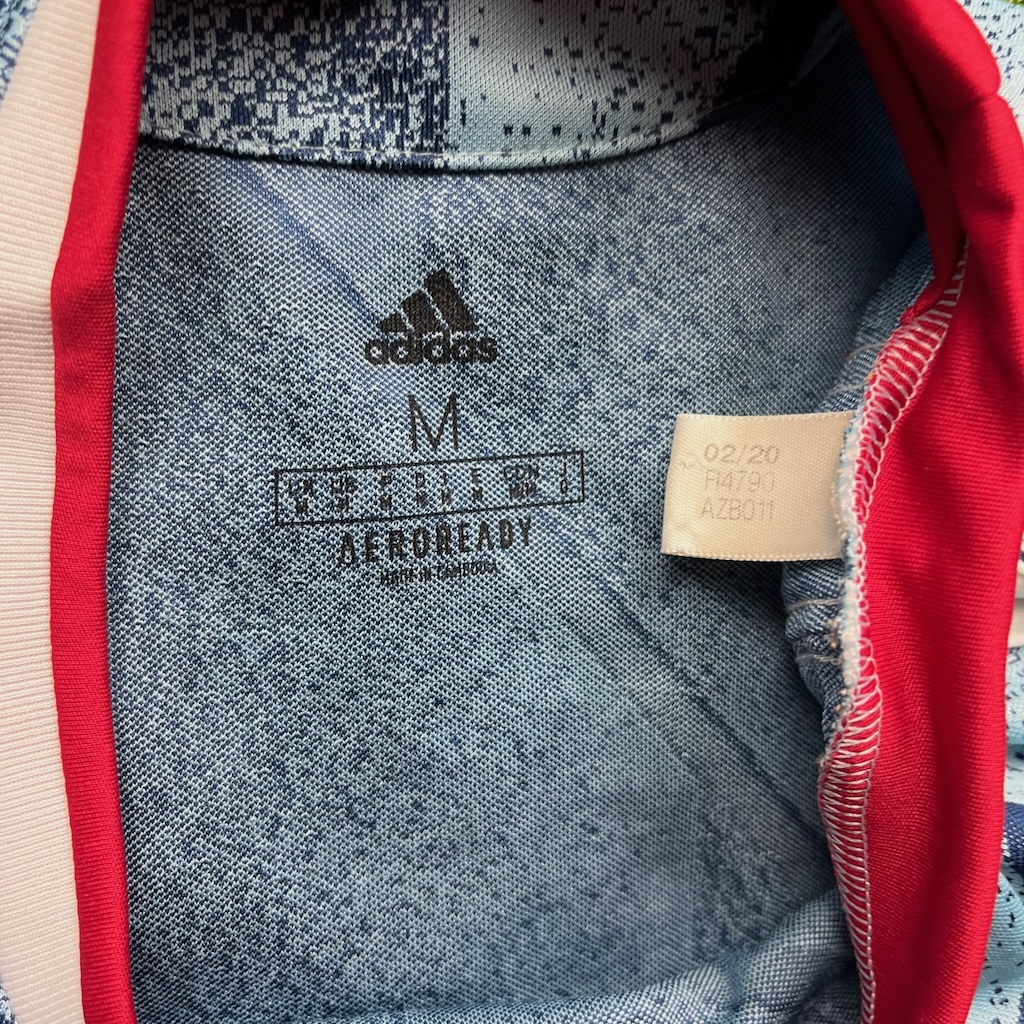 adidas
M
AEROREADY
MADE IN CAMBODIA
02/20
FI4790
AZB011